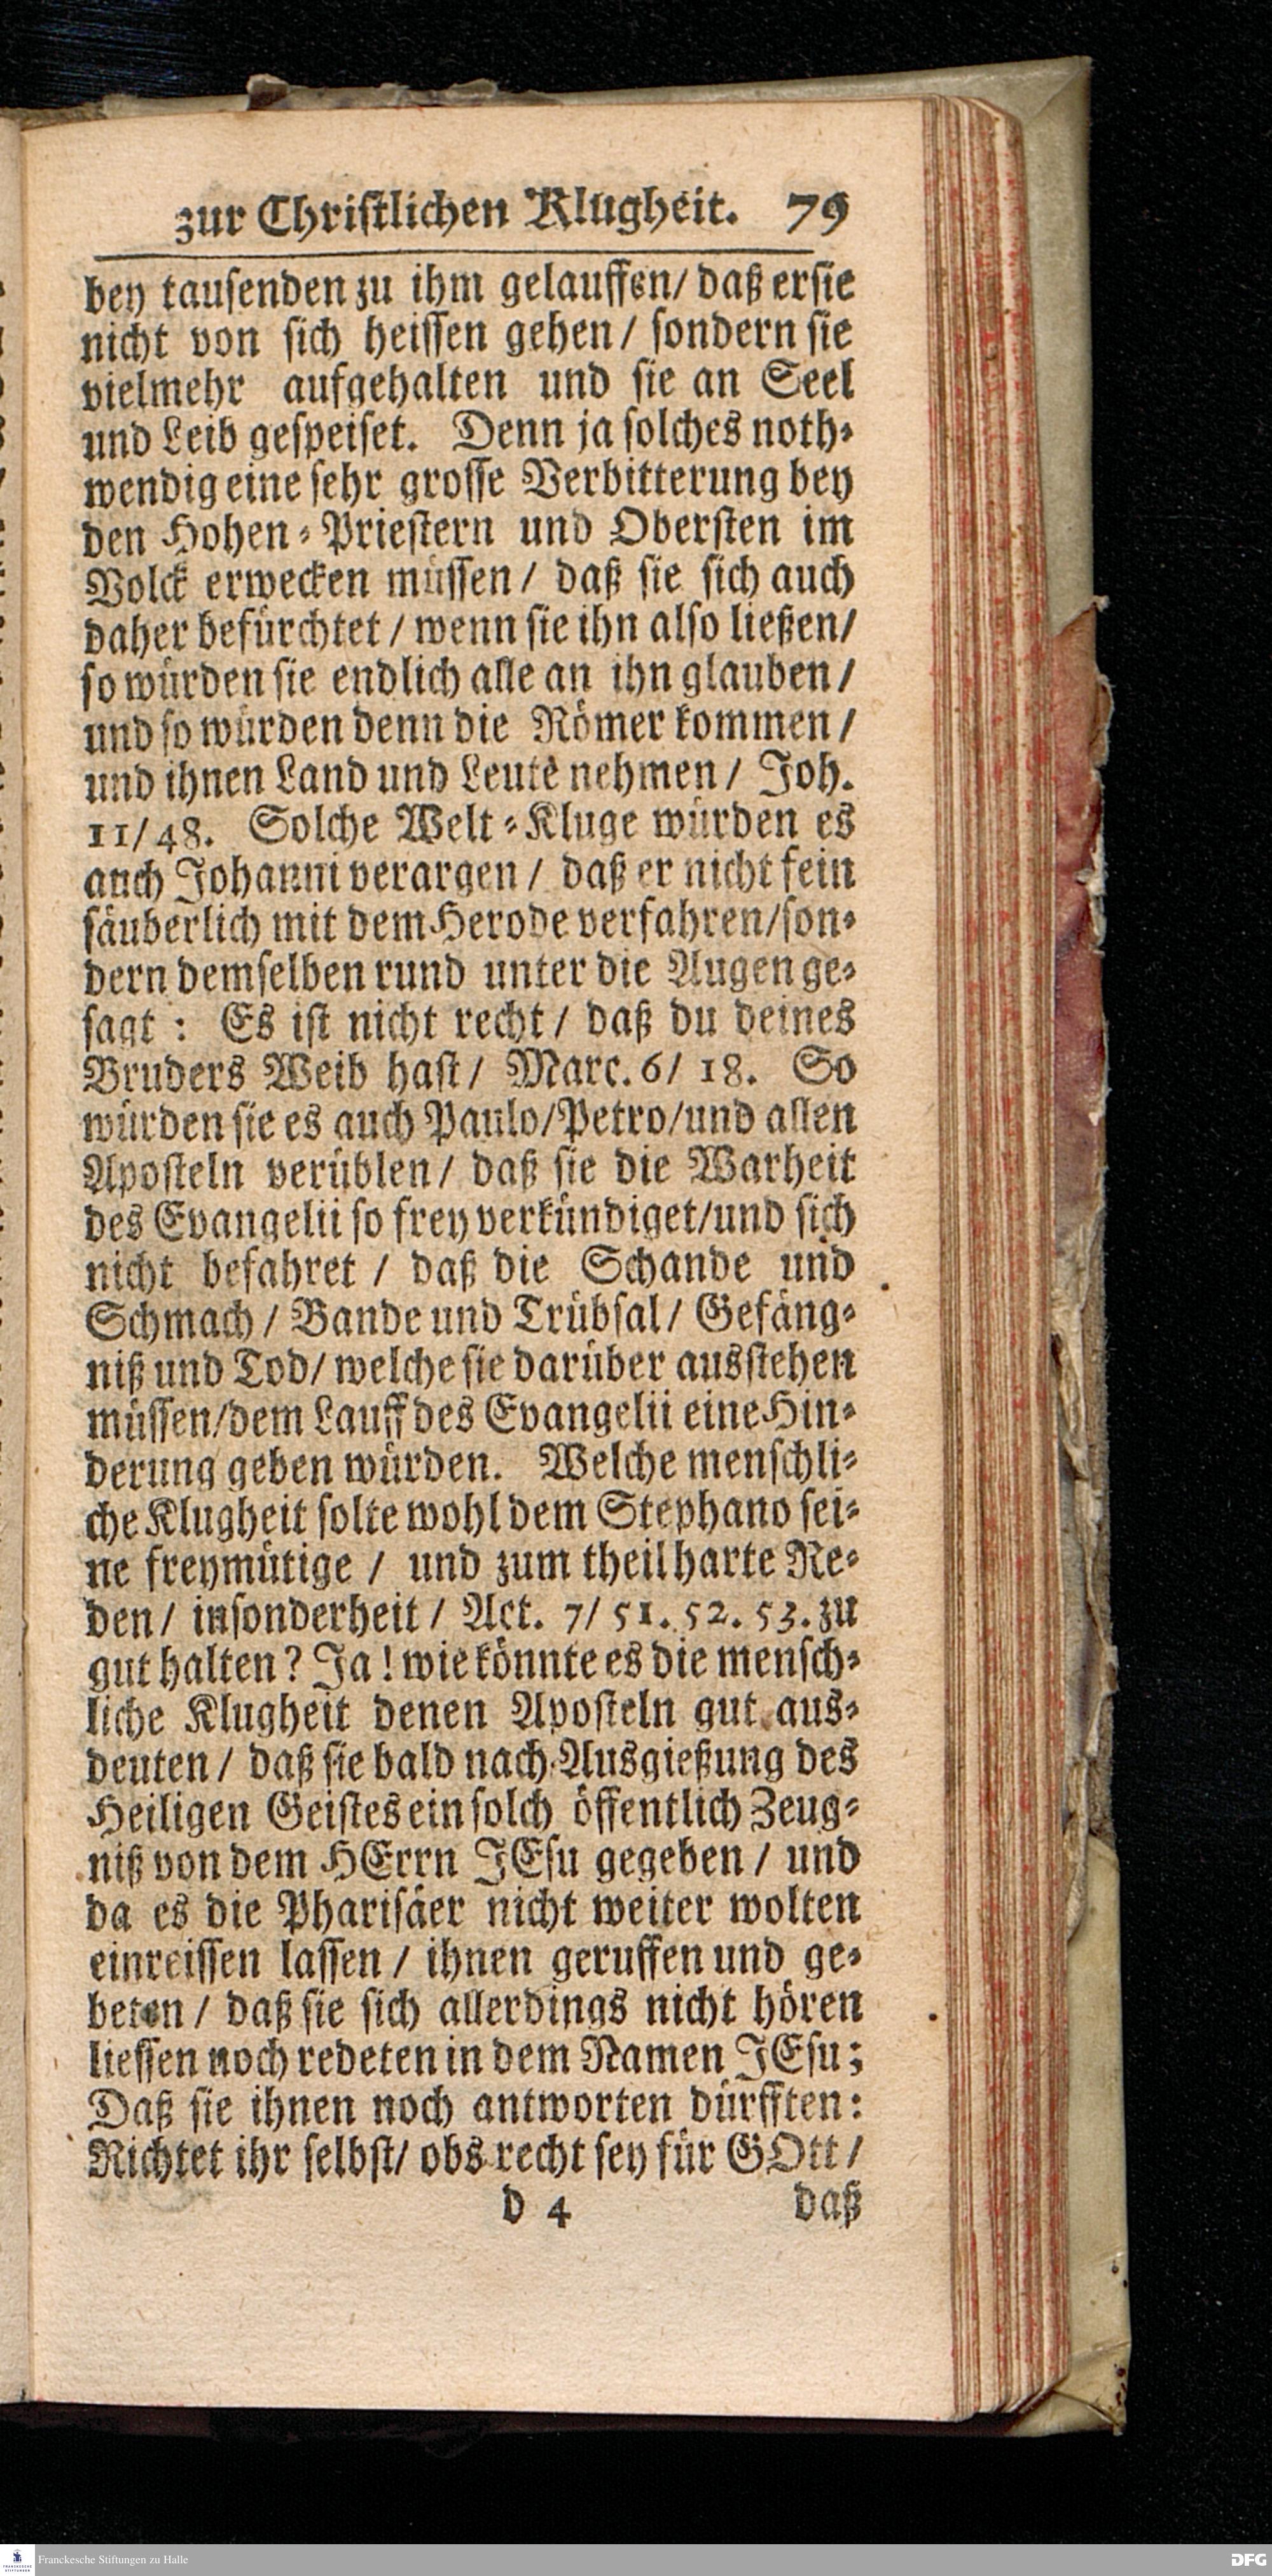 zur Christlichen Klugheit. 79
bey tausenden zu ihm gelauffen/ daß er sie
nicht von sich heissen gehen / sondern sie
vielmehr aufgehalten und sie an Seel
und Leib gespeiset. Denn ja solches noth-
wendig eine sehr grosse Verbitterung bey
den Hohen-Priestern und Obersten im
Volck erwecken müssen / daß sie sich auch
daher befürchtet / wenn sie ihn also ließen/
so würden sie endlich alle an ihn glauben /
und so würden denn die Römer kommen /
und ihnen Land und Leute nehmen / Joh.
11/48. Solche Welt-Kluge würden es
auch Johanni verargen / daß er nicht fein
säuberlich mit dem Herode verfahren/son-
dern demselben rund unter die Augen ge-
sagt : Es ist nicht recht / daß du deines
Bruders Weib hast / Marc. 6/ 18. So
würden sie es auch Paulo/Petro/und allen
Aposteln verüblen / daß sie die Warheit
des Evangelii so frey verkündiget/und sich
nicht befahret / daß die Schande und
Schmach / Bande und Trübsal / Gefäng-
niß und Tod/ welche sie darüber ausstehen
müssen/dem Lauff des Evangelii eine Hin-
derung geben würden. Welche menschli-
che Klugheit solte wohl dem Stephano sei-
ne freymütige / und zum theil harte Re-
den / insonderheit / Act. 7/ 51. 52. 53. zu
gut halten? Ja! wie könnte es die mensch-
liche Klugheit denen Aposteln gut aus-
deuten / daß sie bald nach Ausgießung des
Heiligen Geistes ein solch öffentlich Zeug-
niß von dem HErrn JEsu gegeben / und
da es die Pharisäer nicht weiter wolten
einreissen lassen / ihnen geruffen und ge-
beten / daß sie sich allerdings nicht hören
liessen noch redeten in dem Namen JEsu;
Daß sie ihnen noch antworten dürfften:
Richtet ihr selbst/ obs recht sey für GOtt /
D 4 daß
Franckesche Stiftungen zu Halle
DFG